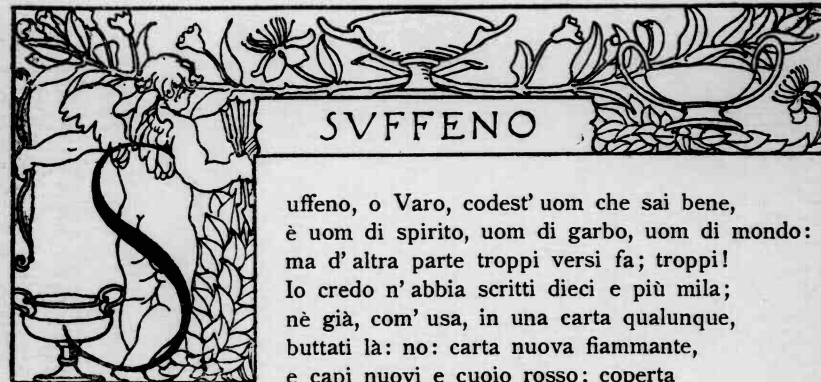 SVFFENO
Suffeno, o Varo, codest' uom che sai bene,
è uom di spirito, uom di garbo, uom di mondo:
ma d' altra parte troppi versi fa; troppi!
Io credo n' abbia scritti dieci e più mila;
nè già, com' usa, in una carta qualunque,
buttati là: no: carta nuova fiammante,
e capi nuovi e cuoio rosso: coperta